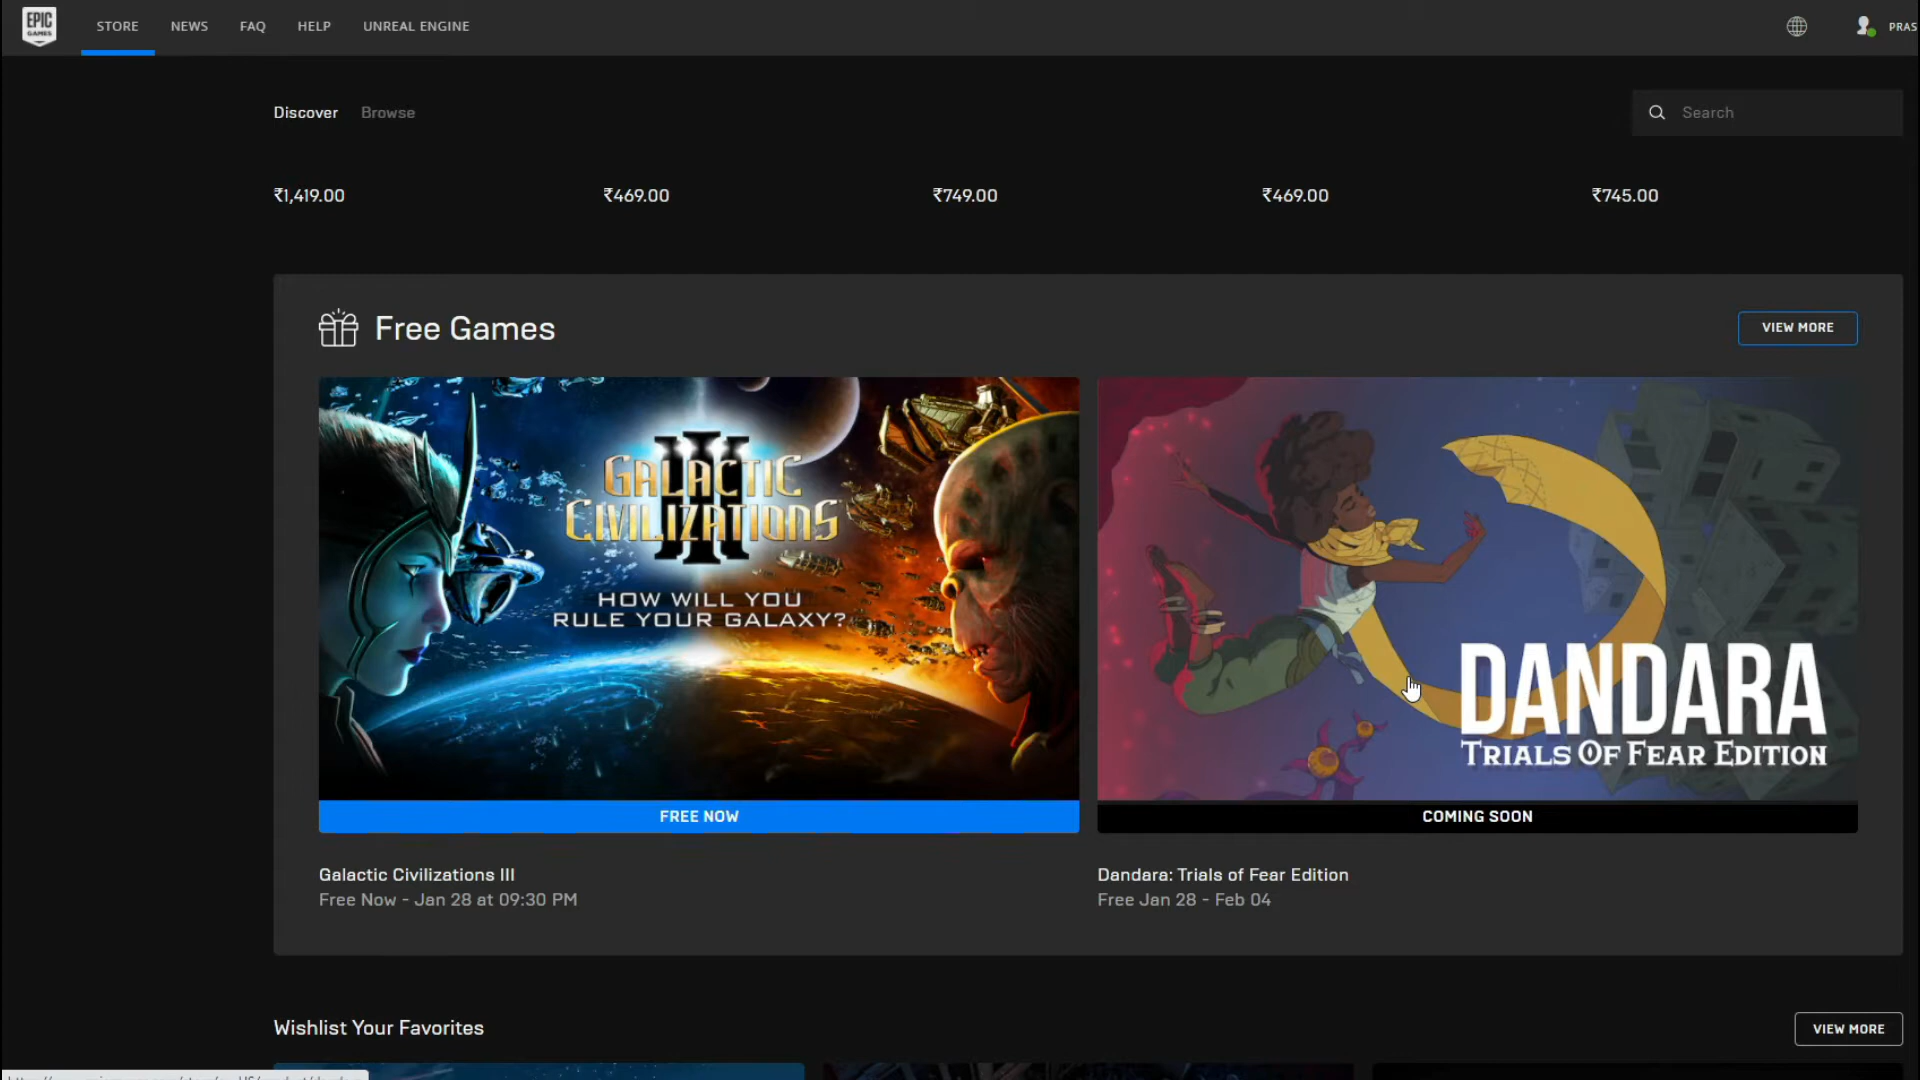 EPIC
GAMES
STORE
NEWS
FAQ
HELP
UNREAL ENGINE
PRAS
Discover
Browse
Search
₹1,419.00
₹469.00
₹749.00
₹469.00
₹745.00
Free Games
VIEW MORE
III
GALACTIC
CIVILIZATIONS
HOW WILL YOU
RULE YOUR GALAXY?
DANDARA
TRIALS OF FEAR EDITION
FREE NOW
COMING SOON
Galactic Civilizations III
Free Now - Jan 28 at 09:30 PM
Dandara: Trials of Fear Edition
Free Jan 28 - Feb 04
Wishlist Your Favorites
VIEW MORE